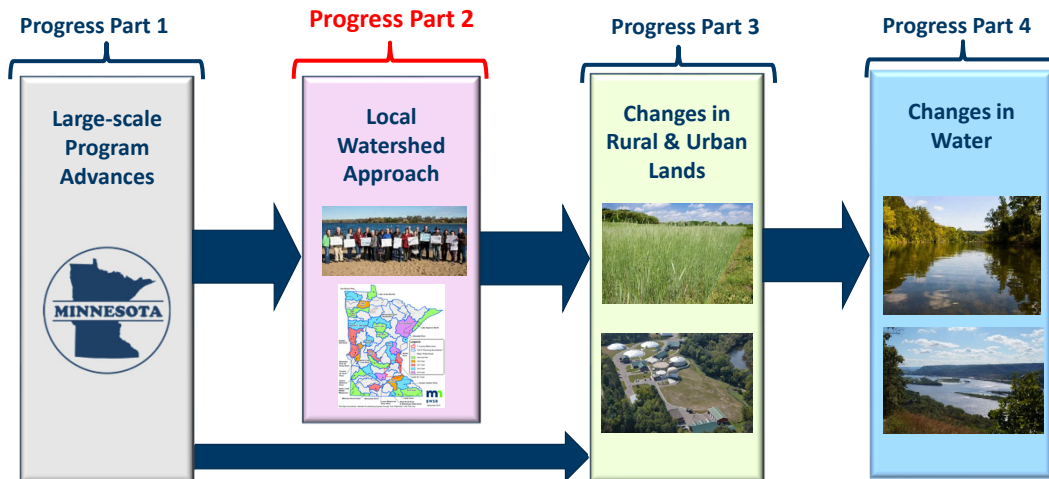 Progress Part 1
Progress Part 2
Progress Part 3
Progress Part 4
Large-scale
Program
Advances
MINNESOTA
Local
Watershed
Approach
Changes in
Rural & Urban
Lands
Changes in
Water